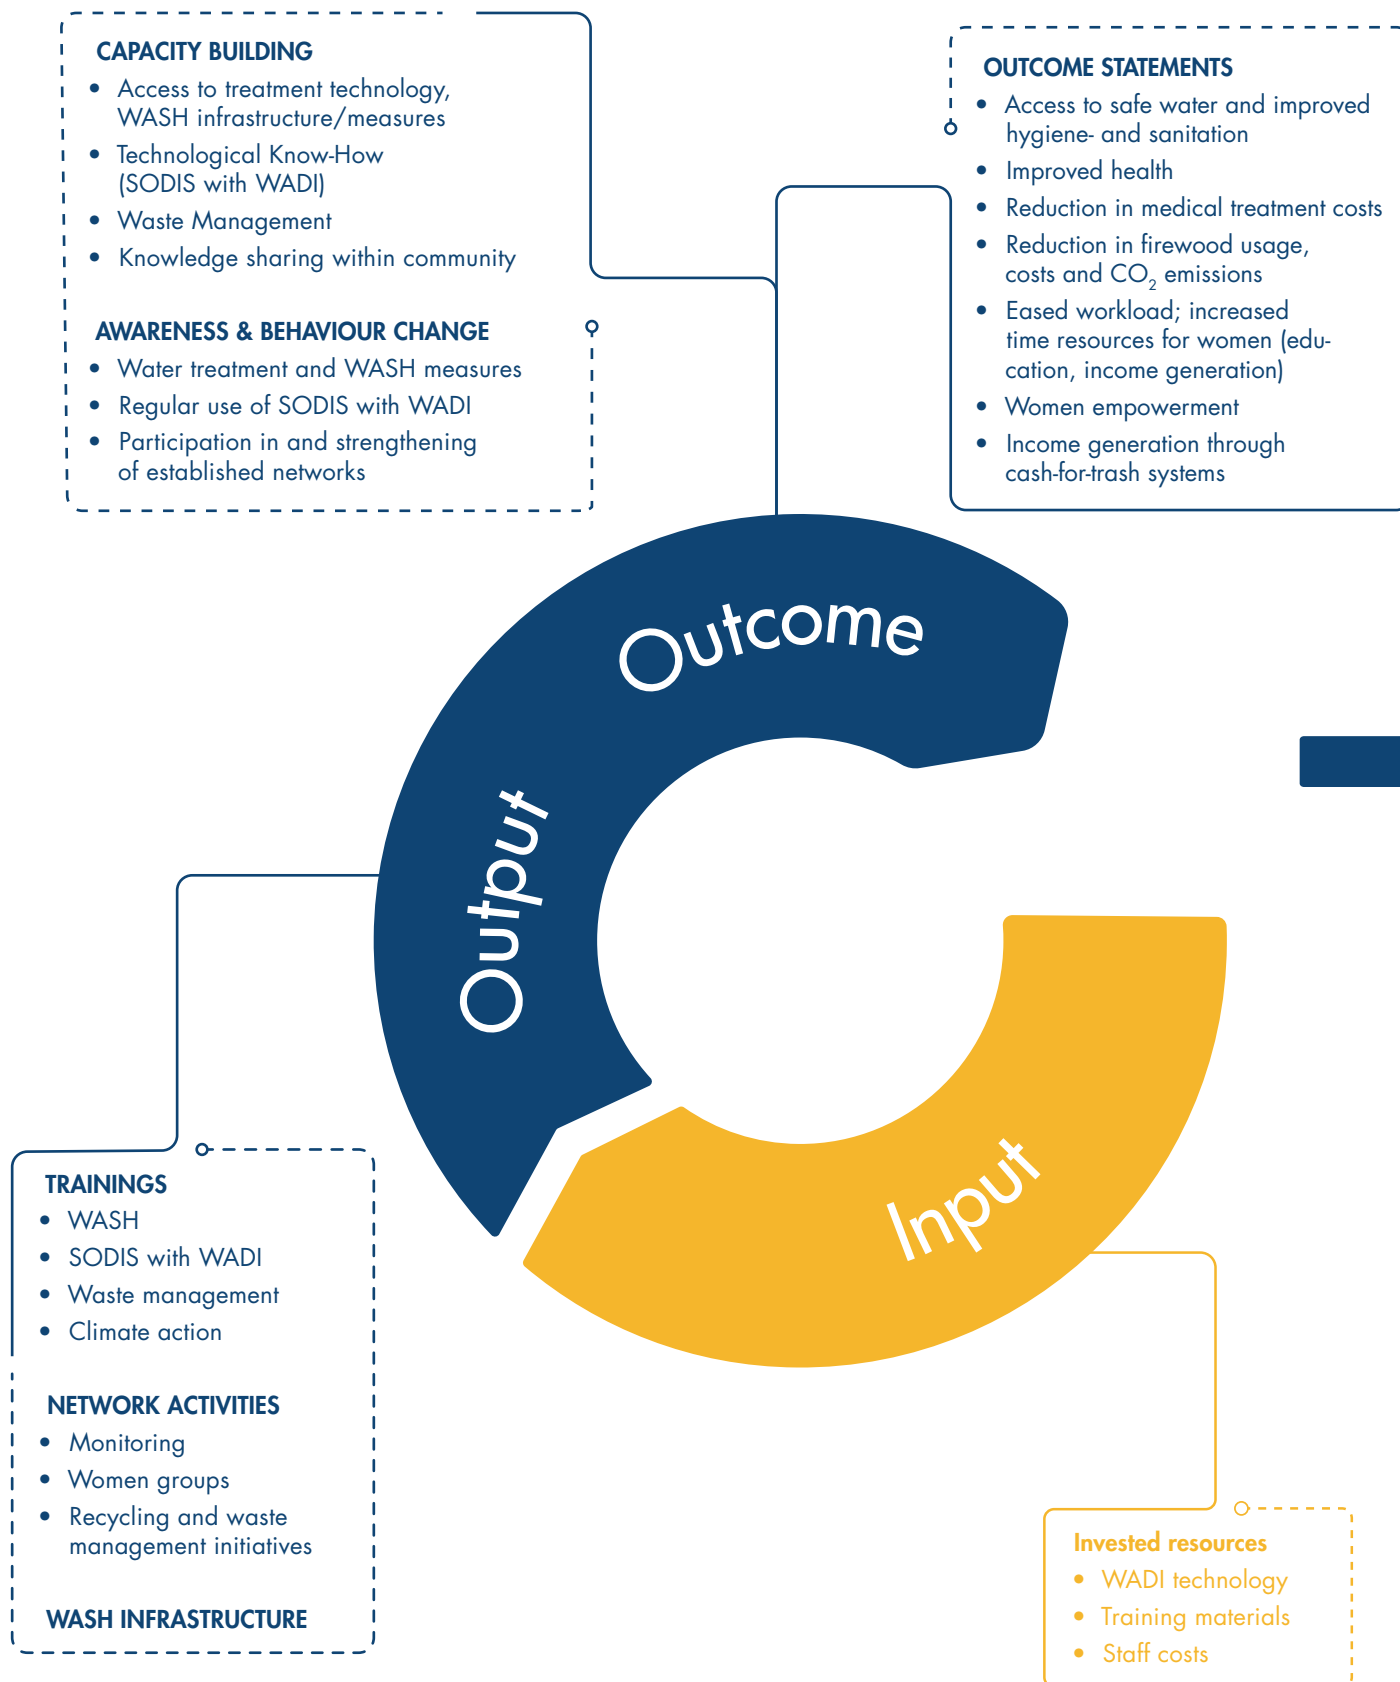 CAPACITY BUILDING
• Access to treatment technology,
WASH infrastructure/measures
• Technological Know-How
(SODIS with WADI)
• Waste Management
• Knowledge sharing within community
AWARENESS & BEHAVIOUR CHANGE
• Water treatment and WASH measures
• Regular use of SODIS with WADI
• Participation in and strengthening
of established networks
OUTCOME STATEMENTS
• Access to safe water and improved
hygiene- and sanitation
• Improved health
• Reduction in medical treatment costs
• Reduction in firewood usage,
costs and CO₂ emissions
• Eased workload; increased
time resources for women (edu-
cation, income generation)
• Women empowerment
• Income generation through
cash-for-trash systems
Outcome
Output
Input
TRAININGS
• WASH
• SODIS with WADI
• Waste management
• Climate action
NETWORK ACTIVITIES
• Monitoring
• Women groups
• Recycling and waste
management initiatives
WASH INFRASTRUCTURE
Invested resources
• WADI technology
• Training materials
• Staff costs